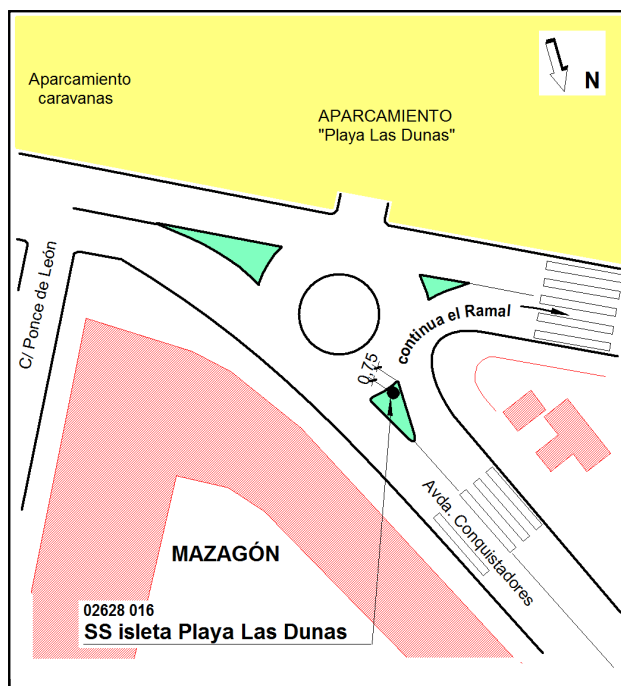 Aparcamiento
caravanas
APARCAMIENTO
"Playa Las Dunas"
N
C/ Ponce de León
continua el Ramal
0,75
Avda. Conquistadores
MAZAGÓN
02628 016
SS isleta Playa Las Dunas